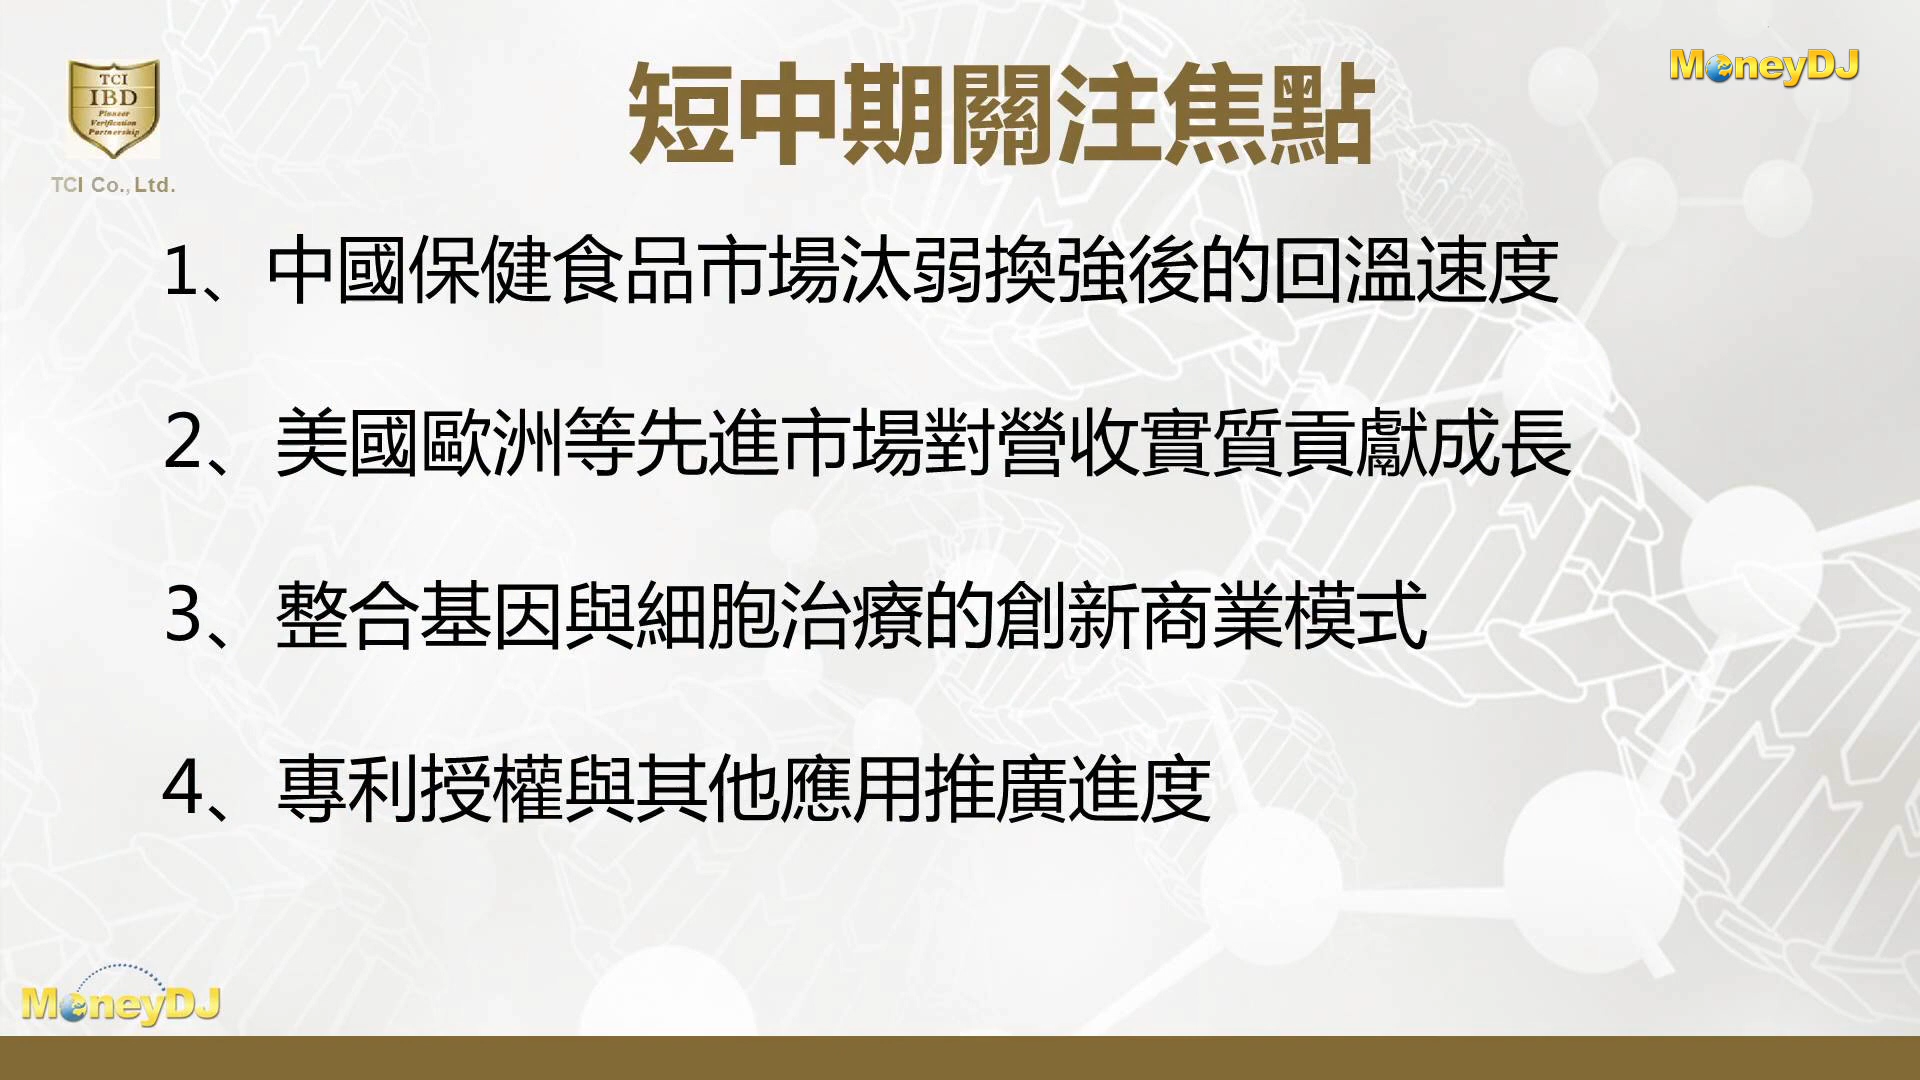 TCI
IBD
Pioneer
Verification
Partnership
TCI Co., Ltd.
短中期關注焦點
MoneyDJ
1、中國保健食品市場汰弱換強後的回溫速度
2、美國歐洲等先進市場對營收實質貢獻成長
3、整合基因與細胞治療的創新商業模式
4、專利授權與其他應用推廣進度
MoneyDJ